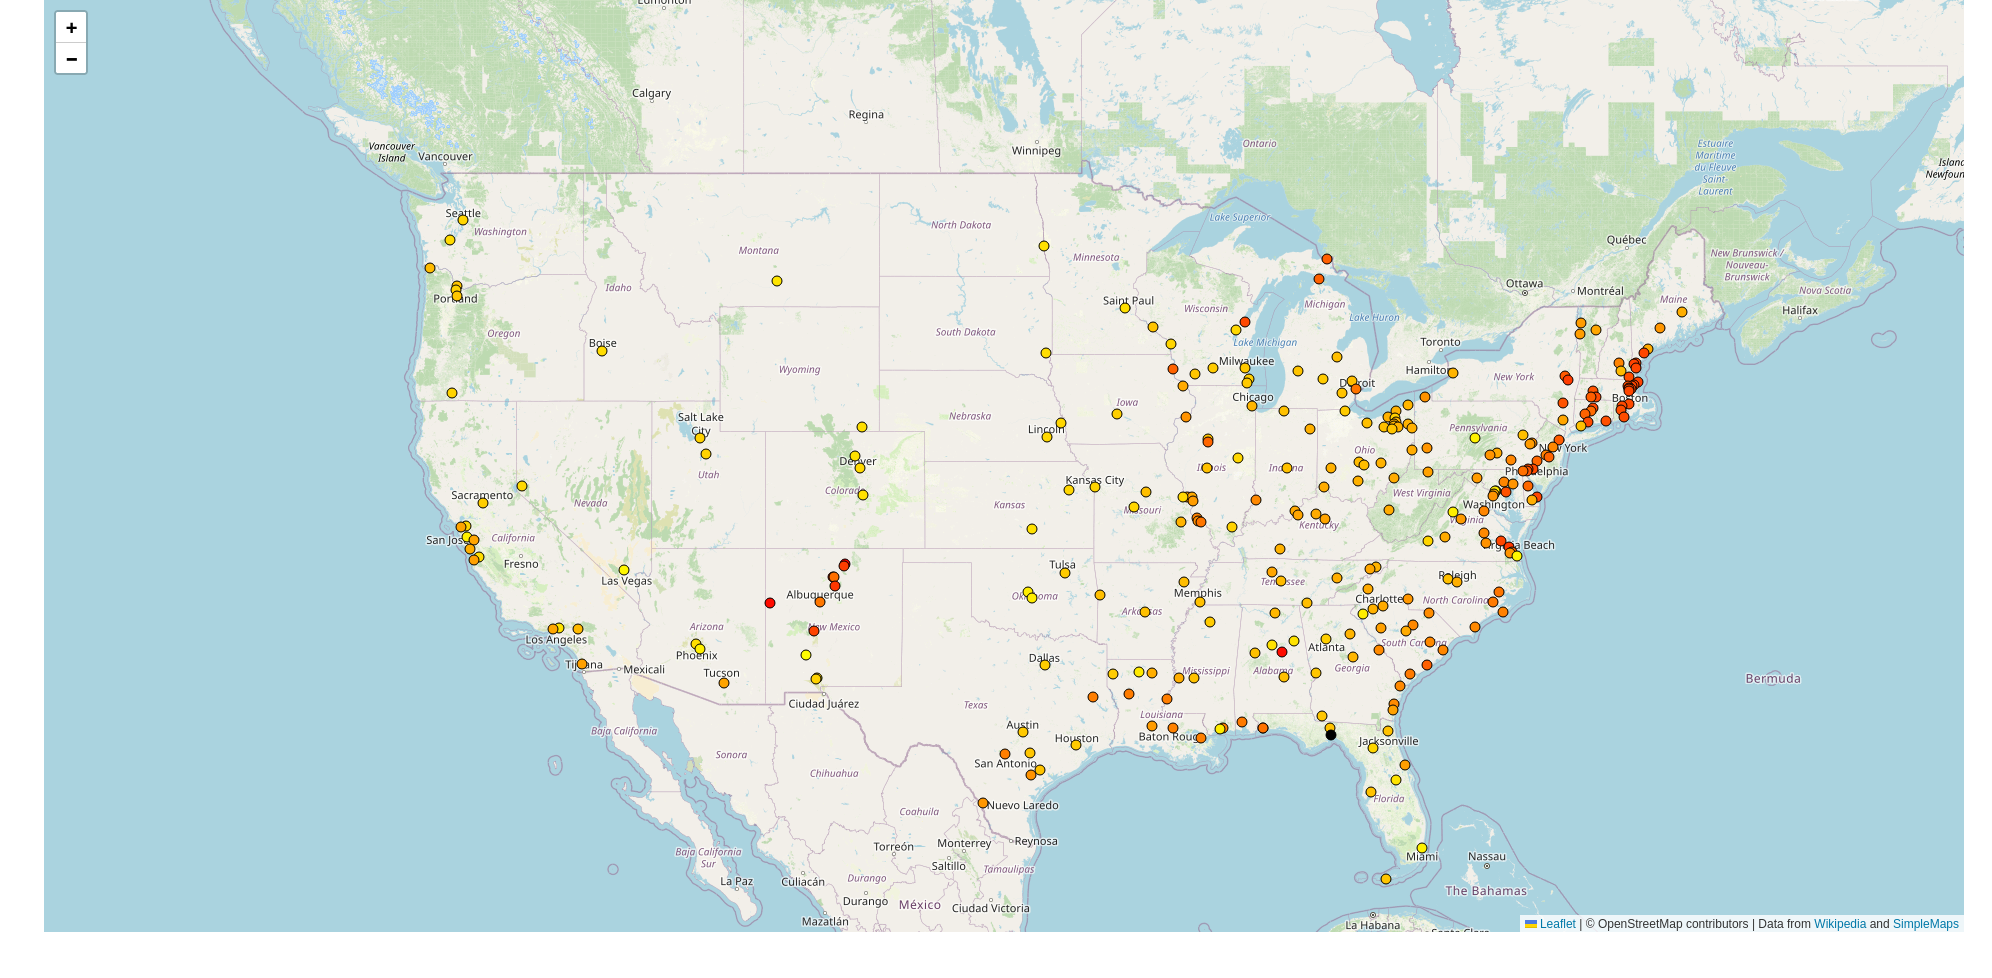 Edmonton
+
−
Calgary
Regina
Winnipeg
Ontario
Estuaire
Maritime
du Fleuve
Saint-
Laurent
Island
Newfoun
Vancouver
Island
Vancouver
Seattle
Washington
Montana
North Dakota
Minnesota
Lake Superior
Québec
New Brunswick /
Nouveau-
Brunswick
Nova Scotia
Halifax
Ottawa
Montréal
Maine
Portland
Idaho
Saint Paul
Wisconsin
Michigan
Lake Huron
Oregon
Boise
South Dakota
Lake Michigan
Toronto
Hamilton
Wyoming
Milwaukee
Detroit
New York
Chicago
Boston
Iowa
Nebraska
Salt Lake
City
Lincoln
Pennsylvania
New York
Denver
Utah
Illinois
Indiana
Ohio
Philadelphia
Sacramento
Nevada
Colorado
Kansas City
Kansas
Missouri
West Virginia
Washington
Virginia
Kentucky
San Jose
California
Fresno
Virginia Beach
Las Vegas
Tulsa
Albuquerque
Oklahoma
Memphis
Tennessee
Raleigh
Charlotte
North Carolina
Arkansas
Arizona
New Mexico
Los Angeles
Phoenix
Dallas
Mississippi
Alabama
Atlanta
Georgia
South Carolina
Tijuana
Mexicali
Tucson
Ciudad Juárez
Texas
Louisiana
Bermuda
Baja California
Austin
Houston
Baton Rouge
Jacksonville
Sonora
Chihuahua
San Antonio
Florida
Coahuila
Nuevo Laredo
Torreón
Monterrey
Reynosa
Baja California
Sur
Saltillo
Tamaulipas
Miami
Nassau
La Paz
Culiacán
Durango
The Bahamas
Durango
México
Ciudad Victoria
Mazatlán
La Habana
Santa Clara
Leaflet | © OpenStreetMap contributors | Data from Wikipedia and SimpleMaps